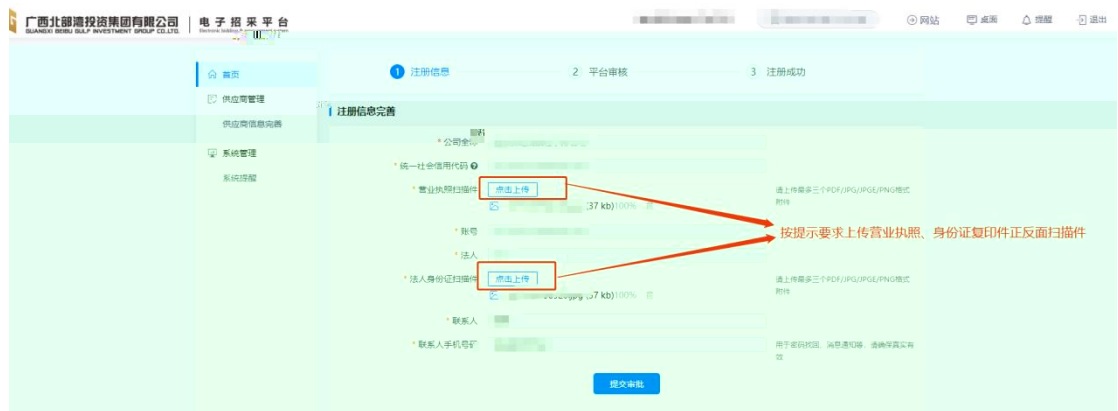 广西北部湾投资集团有限公司
GUANGXI BEIBU GULF INVESTMENT GROUP CO.,LTD.
电子招采平台
Electronic bidding & procurement system
网站
桌面
提醒
退出
首页
供应商管理
供应商信息完善
系统管理
系统提醒
1 注册信息
2 平台审核
3 注册成功
注册信息完善
* 公司全称
* 统一社会信用代码
* 营业执照扫描件 点击上传
请上传最多三个PDF/JPG/JPGE/PNG格式
附件
37 kb)100%
* 账号
按提示要求上传营业执照、身份证复印件正反面扫描件
* 法人
* 法人身份证扫描件 点击上传
请上传最多三个PDF/JPG/JPGE/PNG格式
附件
37 kb)100%
* 联系人
* 联系人手机号码
用于密码找回、消息通知等，请确保真实有
效
提交审批